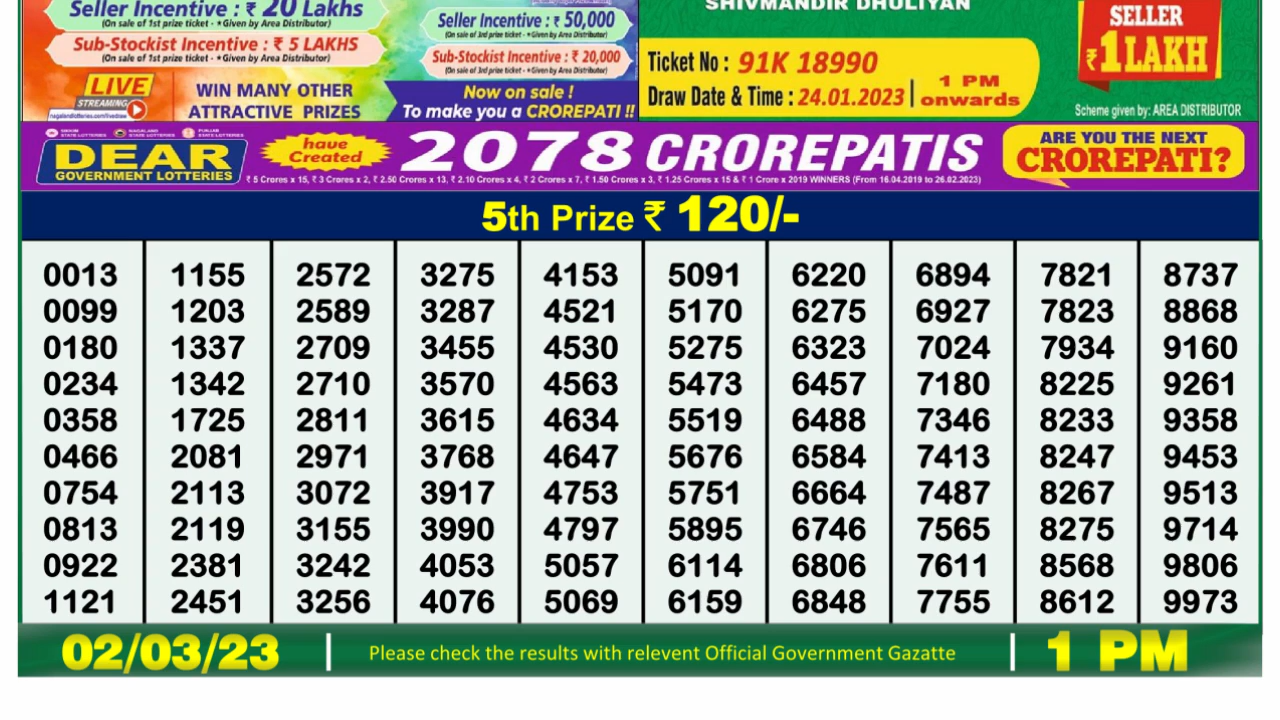 Seller Incentive : ₹ 20 Lakhs
(On sale of 1st prize ticket - *Given by Area Distributor)
Sub-Stockist Incentive : ₹ 5 LAKHS
(On sale of 1st prize ticket - *Given by Area Distributor)
LIVE
STREAMING
nagalandlotteries.com/livedraw
WIN MANY OTHER
ATTRACTIVE PRIZES
Seller Incentive : ₹ 50,000
(On sale of 3rd prize ticket - *Given by Area Distributor)
Sub-Stockist Incentive : ₹ 20,000
(On sale of 3rd prize ticket - *Given by Area Distributor)
Now on sale !
To make you a CROREPATI !!
SHIVMANDIR DHULIYAN
Ticket No : 91K 18990
Draw Date & Time : 24.01.2023 | 1 PM onwards
SELLER
₹1LAKH
Scheme given by: AREA DISTRIBUTOR
SIKKIM STATE LOTTERIES NAGALAND STATE LOTTERIES PUNJAB STATE LOTTERIES
DEAR
GOVERNMENT LOTTERIES
have Created
2078 CROREPATIS
₹ 5 Crores x 15, ₹ 3 Crores x 2, ₹ 2.50 Crores x 13, ₹ 2.10 Crores x 4, ₹ 2 Crores x 7, ₹ 1.50 Crores x 3, ₹ 1.25 Crores x 15 & ₹ 1 Crore x 2019 WINNERS (From 16.04.2019 to 26.02.2023)
ARE YOU THE NEXT
CROREPATI?
5th Prize ₹ 120/-
0013 1155 2572 3275 4153 5091 6220 6894 7821 8737
0099 1203 2589 3287 4521 5170 6275 6927 7823 8868
0180 1337 2709 3455 4530 5275 6323 7024 7934 9160
0234 1342 2710 3570 4563 5473 6457 7180 8225 9261
0358 1725 2811 3615 4634 5519 6488 7346 8233 9358
0466 2081 2971 3768 4647 5676 6584 7413 8247 9453
0754 2113 3072 3917 4753 5751 6664 7487 8267 9513
0813 2119 3155 3990 4797 5895 6746 7565 8275 9714
0922 2381 3242 4053 5057 6114 6806 7611 8568 9806
1121 2451 3256 4076 5069 6159 6848 7755 8612 9973
02/03/23 | Please check the results with relevent Official Government Gazatte | 1 PM